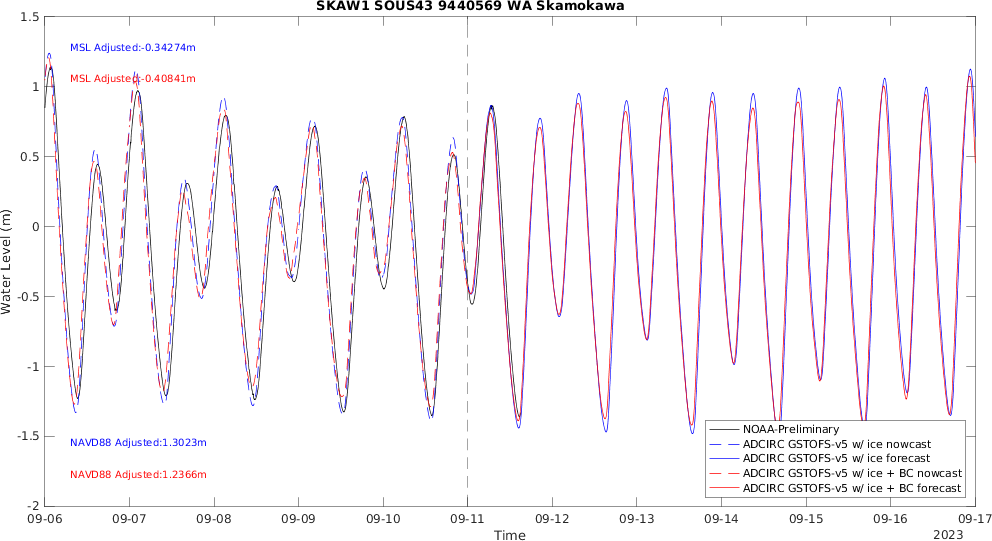 SKAW1 SOUS43 9440569 WA Skamokawa
1.5
1
0.5
0
-0.5
-1
-1.5
-2
Water Level (m)
MSL Adjusted:-0.34274m
MSL Adjusted:-0.40841m
NAVD88 Adjusted:1.3023m
NAVD88 Adjusted:1.2366m
NOAA-Preliminary
ADCIRC GSTOFS-v5 w/ ice nowcast
ADCIRC GSTOFS-v5 w/ ice forecast
ADCIRC GSTOFS-v5 w/ ice + BC nowcast
ADCIRC GSTOFS-v5 w/ ice + BC forecast
09-06 09-07 09-08 09-09 09-10 09-11 09-12 09-13 09-14 09-15 09-16 09-17
Time
2023